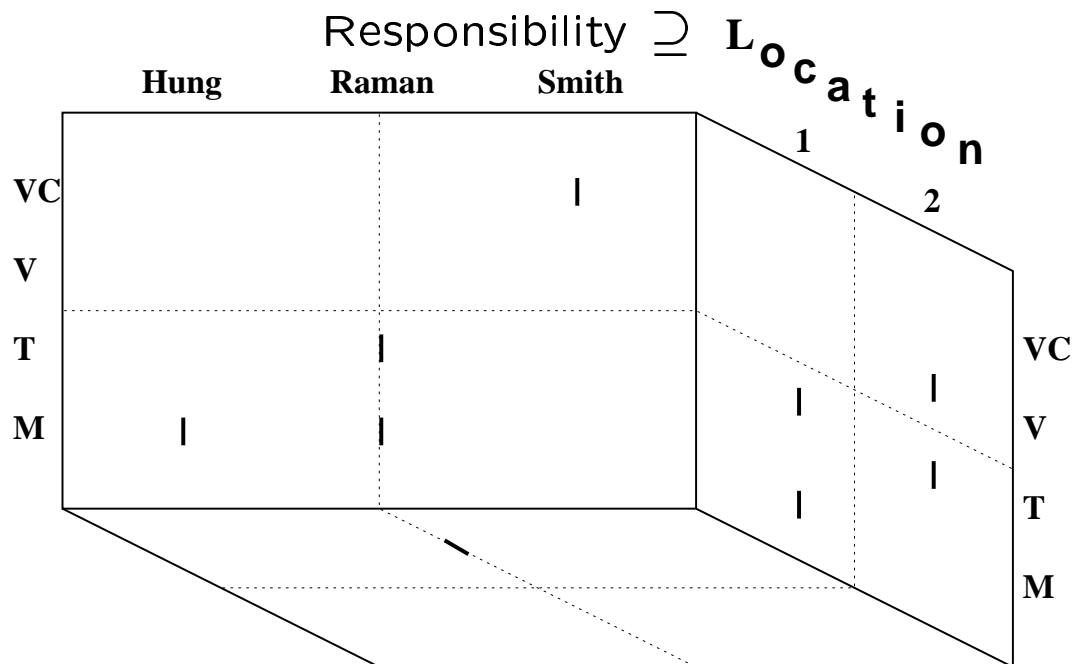 Responsibility ⊇ Location
Hung Raman Smith
1
2
VC
V
T
M
VC
V
T
M